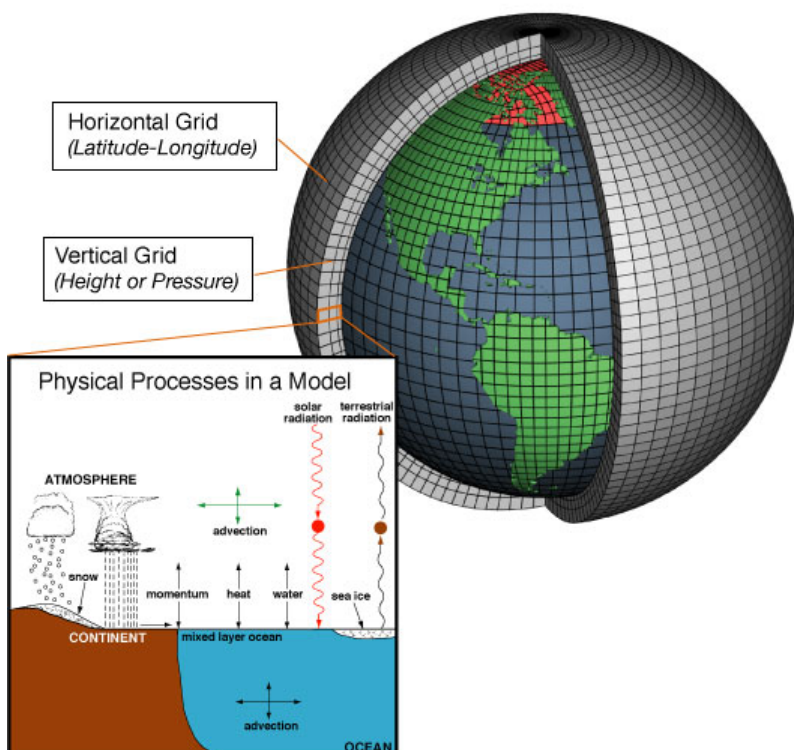 Horizontal Grid
(Latitude-Longitude)
Vertical Grid
(Height or Pressure)
Physical Processes in a Model
solar
radiation
terrestrial
radiation
ATMOSPHERE
advection
snow
momentum
heat
water
sea ice
CONTINENT
mixed layer ocean
advection
OCEAN